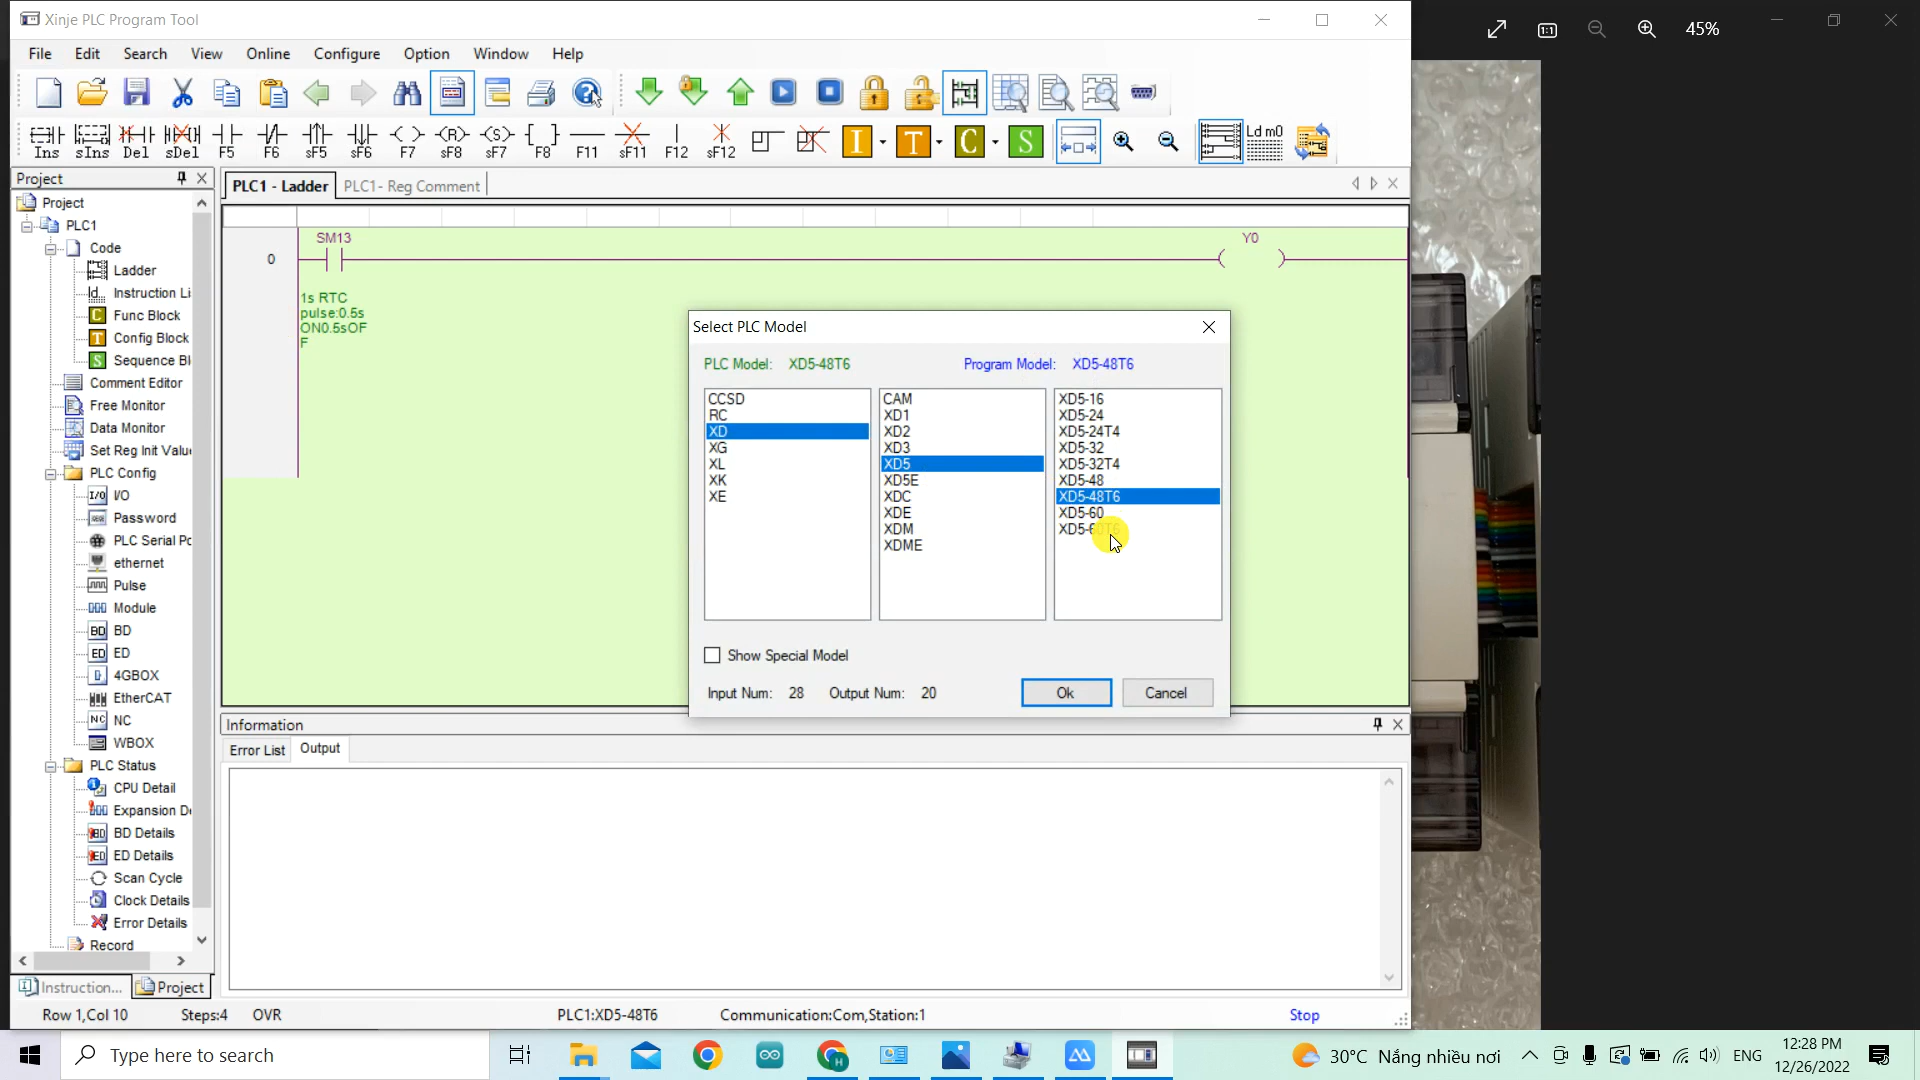 Xinje PLC Program Tool
45%
File Edit Search View Online Configure Option Window Help
Ins sIns Del sDel F5 F6 sF5 sF6 F7 sF8 sF7 F8 F11 sF11 F12 sF12 I T C S Ld m0
Project
PLC1 - Ladder PLC1- Reg Comment
Project
PLC1
Code
Ladder
Instruction Li
Func Block
Config Block
Sequence Bl
Comment Editor
Free Monitor
Data Monitor
Set Reg Init Valu
PLC Config
I/O
Password
PLC Serial Po
ethernet
Pulse
Module
BD
ED
4GBOX
EtherCAT
NC
WBOX
PLC Status
CPU Detail
Expansion De
BD Details
ED Details
Scan Cycle
Clock Details
Error Details
Record
Instruction... Project
SM13 Y0
0
1s RTC
pulse:0.5s
ON0.5sOF
F
Select PLC Model
PLC Model: XD5-48T6 Program Model: XD5-48T6
CCSD
RC
XD
XG
XL
XK
XE
CAM
XD1
XD2
XD3
XD5
XD5E
XDC
XDE
XDM
XDME
XD5-16
XD5-24
XD5-24T4
XD5-32
XD5-32T4
XD5-48
XD5-48T6
XD5-60
XD5-60T6
Show Special Model
Input Num: 28 Output Num: 20 Ok Cancel
Information
Error List Output
Row 1,Col 10 Steps:4 OVR PLC1:XD5-48T6 Communication:Com,Station:1 Stop
Type here to search
30°C Nắng nhiều nơi ENG
12:28 PM
12/26/2022